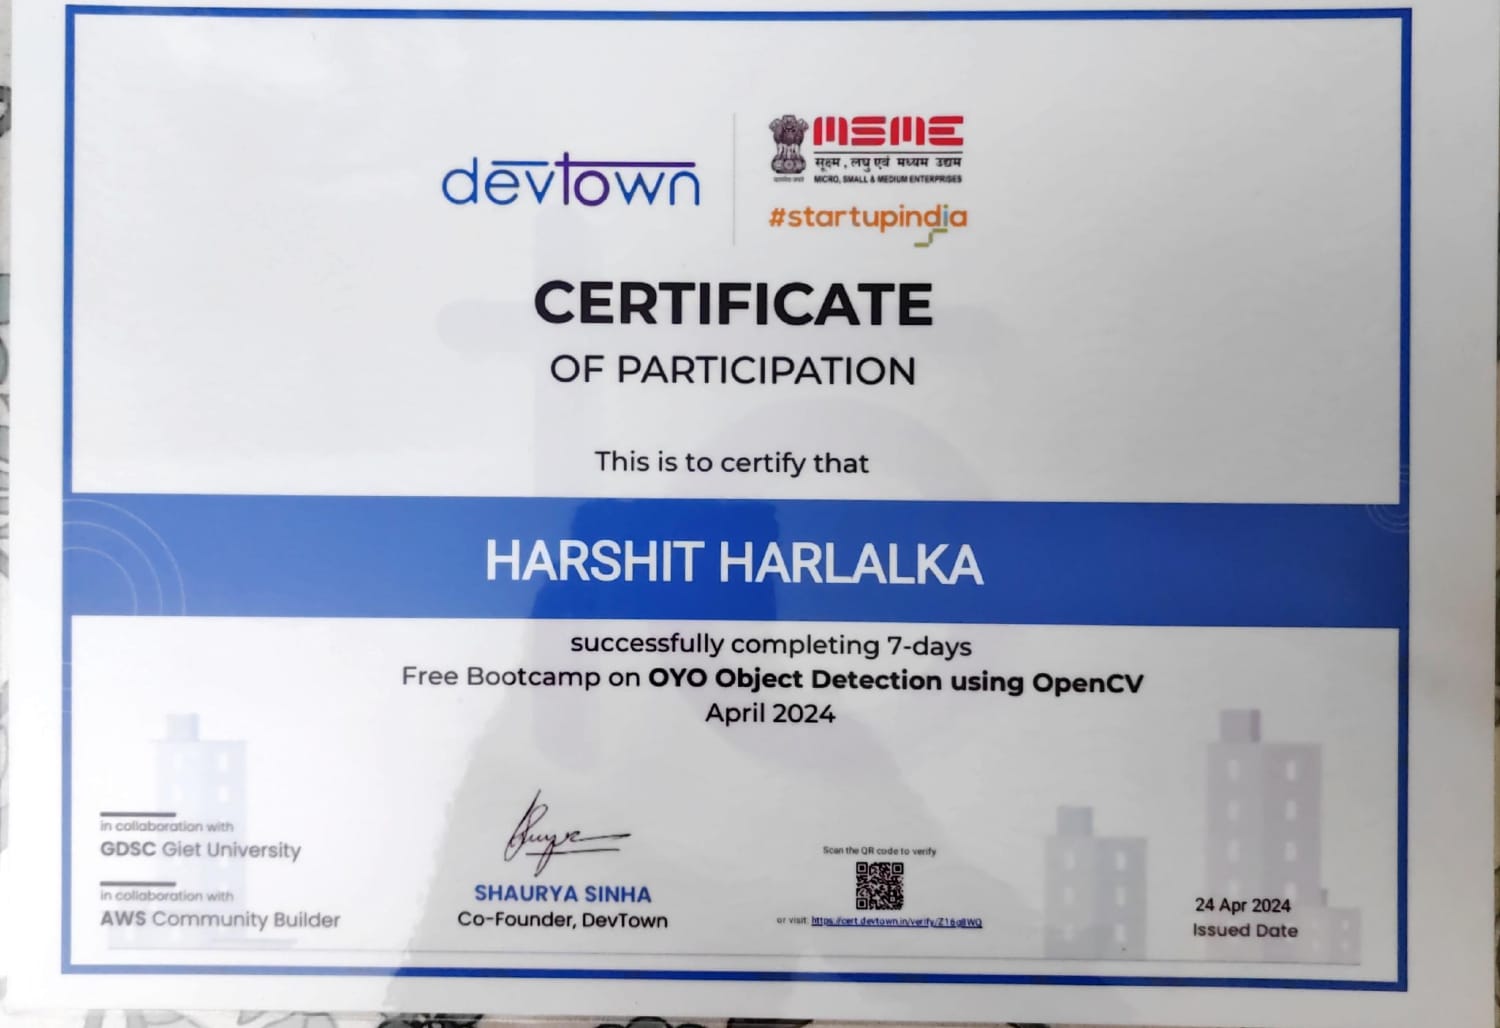 devtown
MSME
सूक्ष्म, लघु एवं मध्यम उद्यम
MICRO, SMALL & MEDIUM ENTERPRISES
#startupindia
CERTIFICATE
OF PARTICIPATION
This is to certify that
HARSHIT HARLALKA
successfully completing 7-days
Free Bootcamp on OYO Object Detection using OpenCV
April 2024
in collaboration with
GDSC Giet University
in collaboration with
AWS Community Builder
SHAURYA SINHA
Co-Founder, DevTown
Scan the QR code to verify
or visit: https://cert.devtown.in/verify/Z16g8WQ
24 Apr 2024
Issued Date